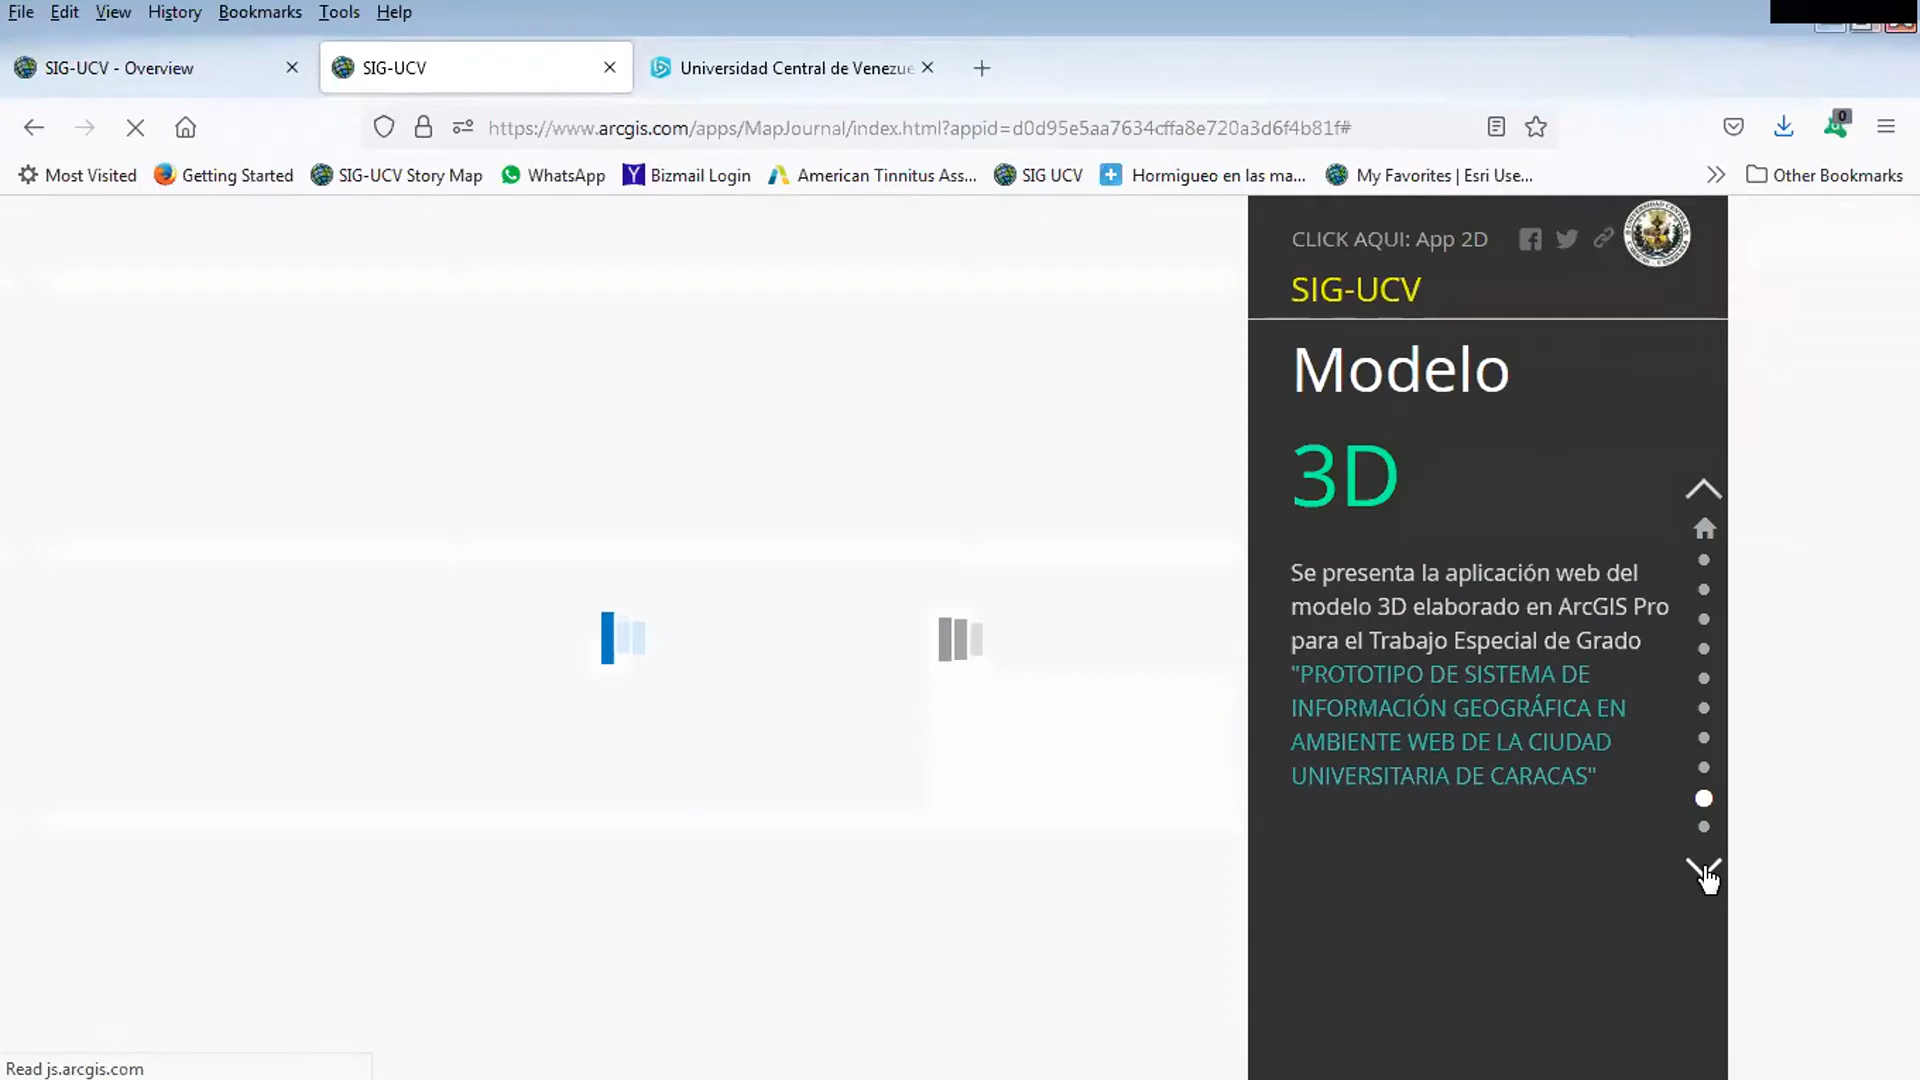 File Edit View History Bookmarks Tools Help
SIG-UCV - Overview
SIG-UCV
Universidad Central de Venezue
https://www.arcgis.com/apps/MapJournal/index.html?appid=d0d95e5aa7634cffa8e720a3d6f4b81f#
0
Most Visited
Getting Started
SIG-UCV Story Map
WhatsApp
Bizmail Login
American Tinnitus Ass...
SIG UCV
Hormigueo en las ma...
My Favorites | Esri Use...
Other Bookmarks
CLICK AQUI: App 2D
SIG-UCV
Modelo
3D
Se presenta la aplicación web del
modelo 3D elaborado en ArcGIS Pro
para el Trabajo Especial de Grado
"PROTOTIPO DE SISTEMA DE
INFORMACIÓN GEOGRÁFICA EN
AMBIENTE WEB DE LA CIUDAD
UNIVERSITARIA DE CARACAS"
Read js.arcgis.com